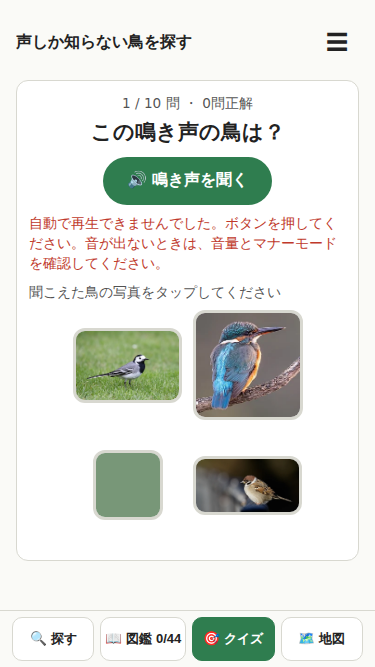 声しか知らない鳥を探す
1 / 10 問 ・ 0問正解
この鳴き声の鳥は？
🔊 鳴き声を聞く
自動で再生できませんでした。ボタンを押してく
ださい。音が出ないときは、音量とマナーモード
を確認してください。
聞こえた鳥の写真をタップしてください
🔍 探す
📖 図鑑 0/44
🎯 クイズ
🗺️ 地図